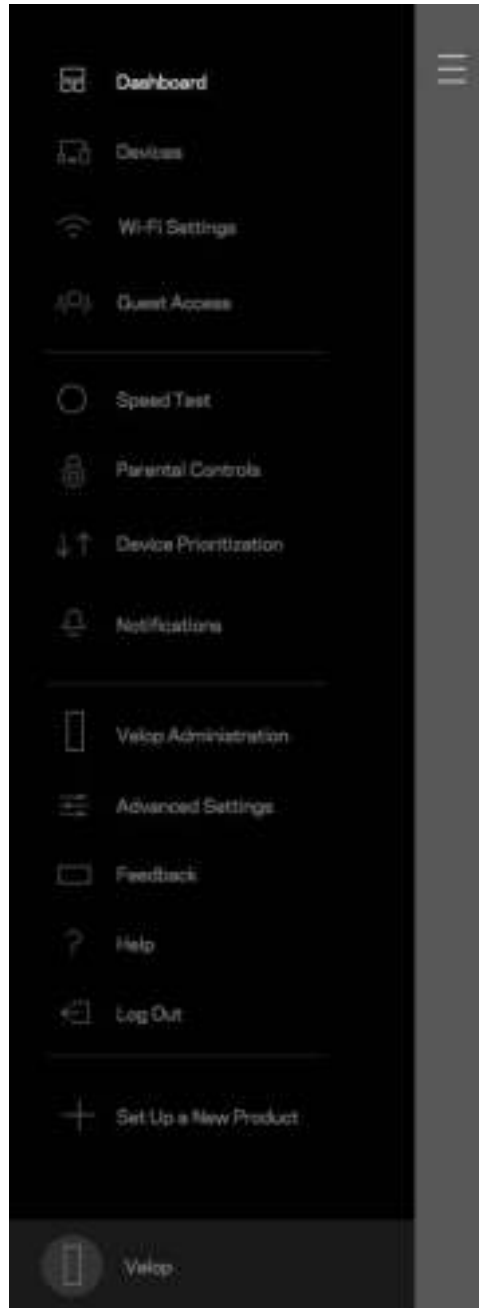 Dashboard
Devices
Wi-Fi Settings
Guest Access
Speed Test
Parental Controls
Device Prioritization
Notifications
Velop Administration
Advanced Settings
Feedback
Help
Log Out
Set Up a New Product
Velop